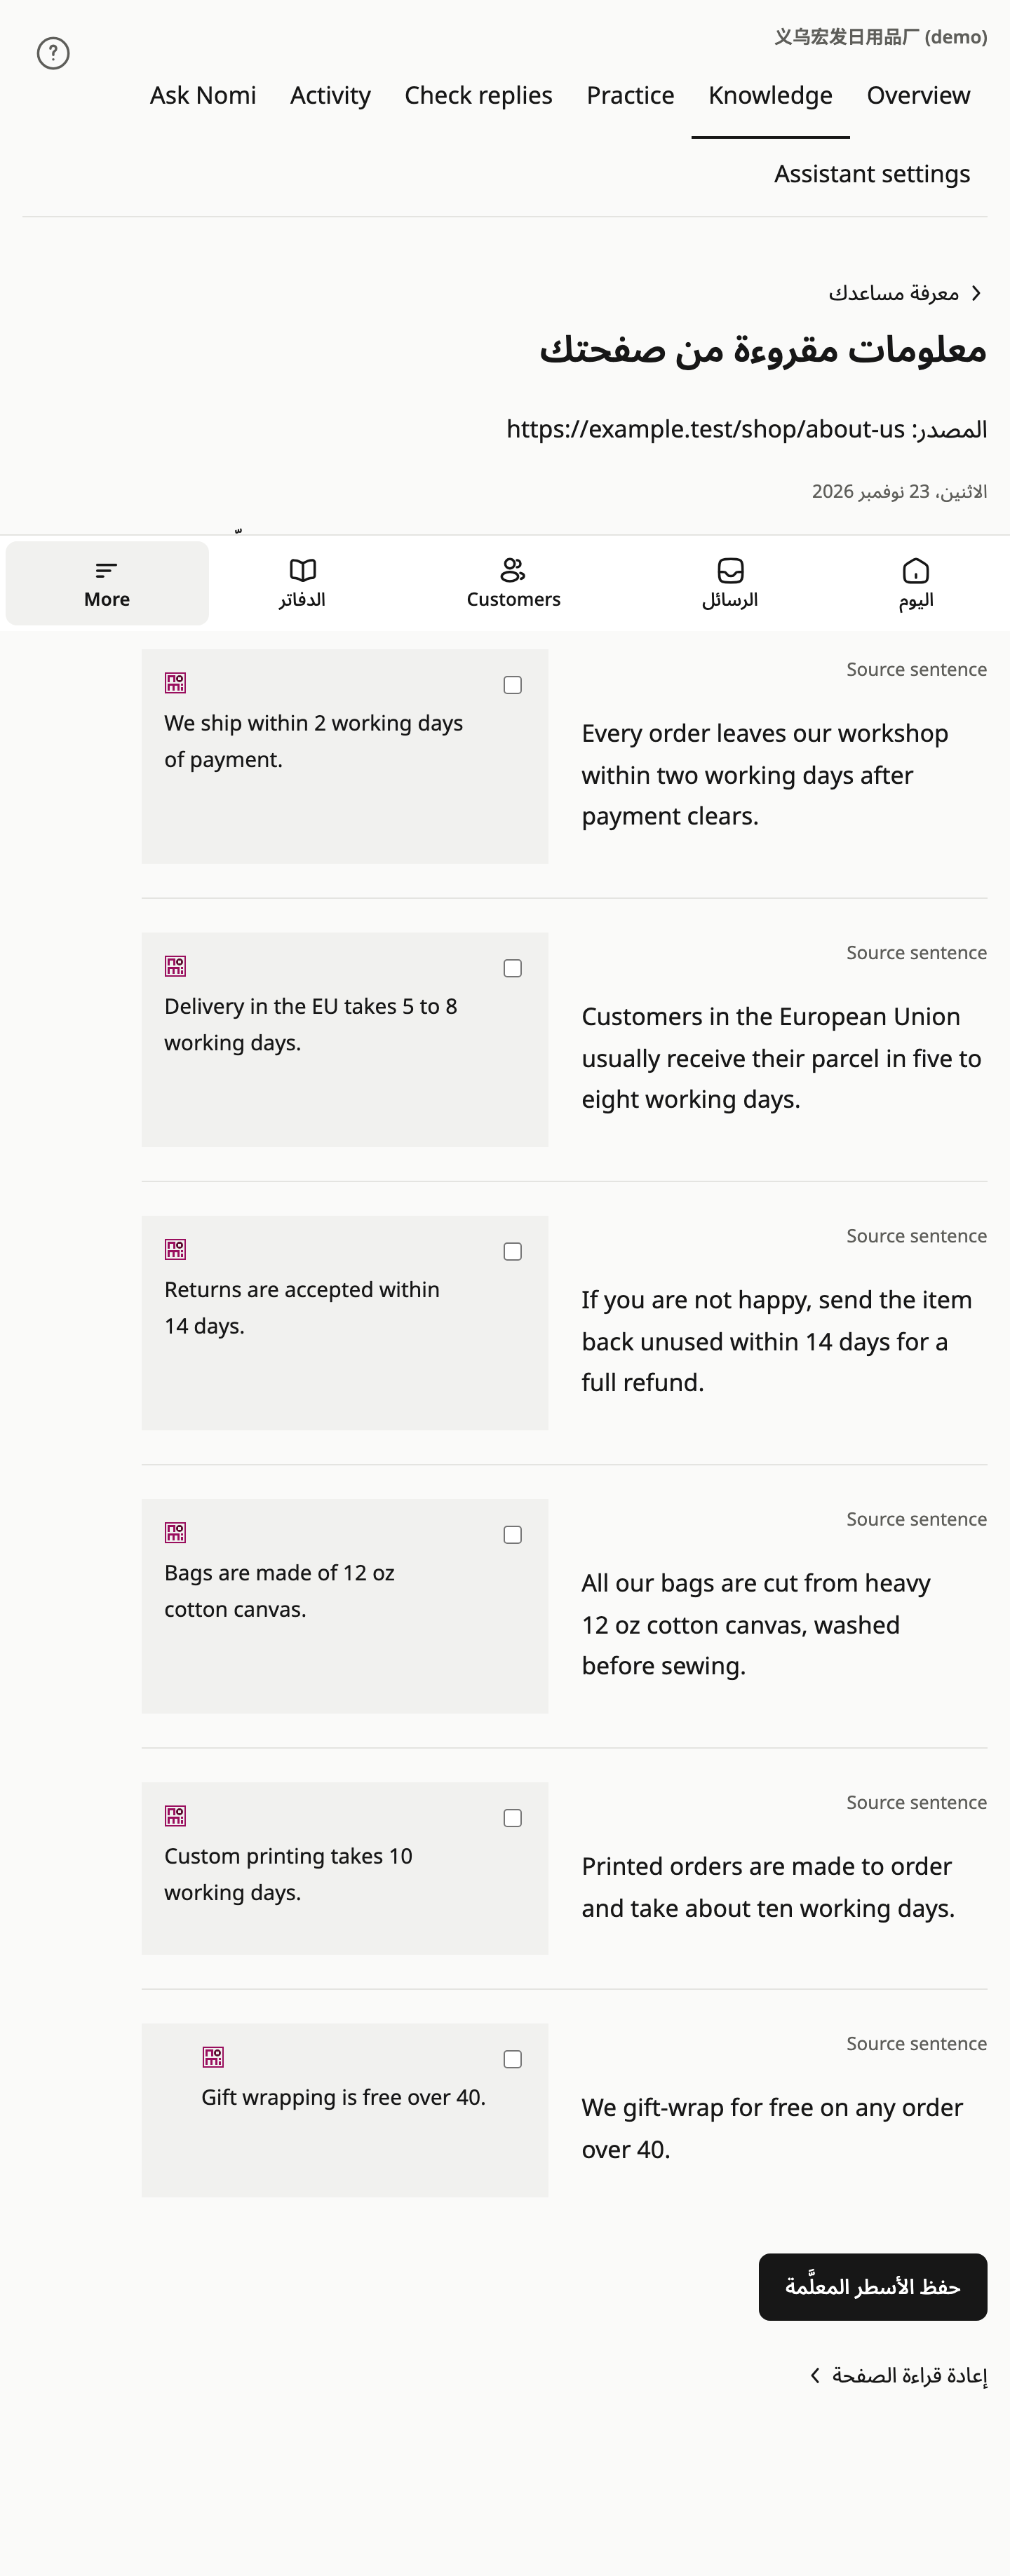 义乌宏发日用品厂 (demo)
Overview
Knowledge
Practice
Check replies
Activity
Ask Nomi
Assistant settings
معرفة مساعدك
معلومات مقروءة من صفحتك
المصدر: https://example.test/shop/about-us
الاثنين، 23 نوفمبر 2026
اليوم
الرسائل
Customers
الدفاتر
More
Source sentence
Every order leaves our workshop
within two working days after
payment clears.
nomi
We ship within 2 working days
of payment.
Source sentence
Customers in the European Union
usually receive their parcel in five to
eight working days.
nomi
Delivery in the EU takes 5 to 8
working days.
Source sentence
If you are not happy, send the item
back unused within 14 days for a
full refund.
nomi
Returns are accepted within
14 days.
Source sentence
All our bags are cut from heavy
12 oz cotton canvas, washed
before sewing.
nomi
Bags are made of 12 oz
cotton canvas.
Source sentence
Printed orders are made to order
and take about ten working days.
nomi
Custom printing takes 10
working days.
Source sentence
We gift-wrap for free on any order
over 40.
nomi
Gift wrapping is free over 40.
حفظ الأسطر المعلَّمة
إعادة قراءة الصفحة